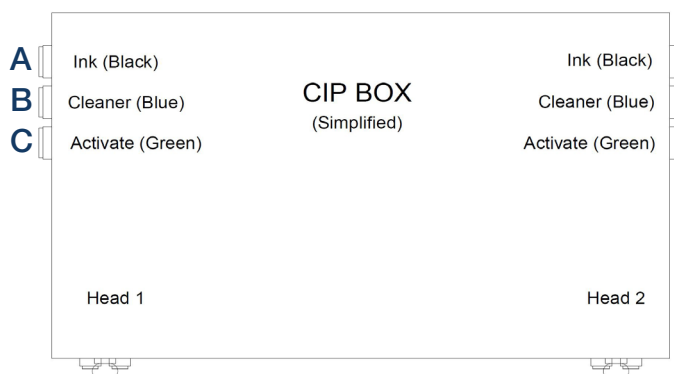 A Ink (Black) Ink (Black)
B Cleaner (Blue) CIP BOX Cleaner (Blue)
(Simplified)
C Activate (Green) Activate (Green)
Head 1 Head 2